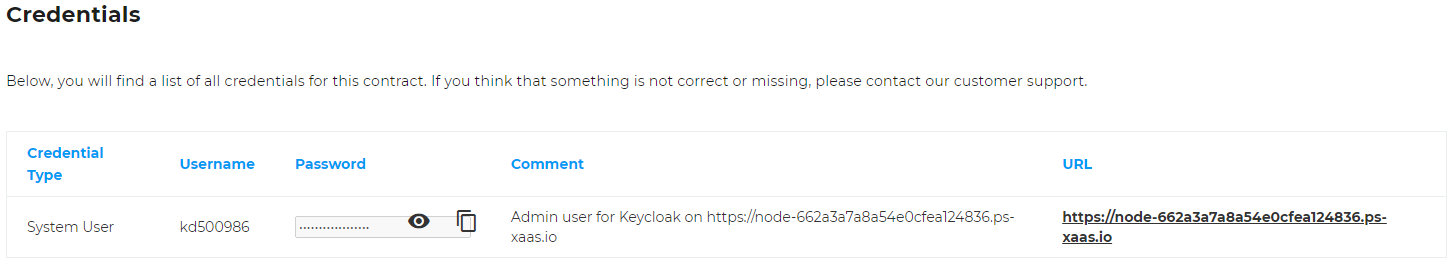 Credentials
Below, you will find a list of all credentials for this contract. If you think that something is not correct or missing, please contact our customer support.
Credential
Type
Username
Password
Comment
URL
System User
kd500986
··················
Admin user for Keycloak on https://node-662a3a7a8a54e0cfea124836.ps-
xaas.io
https://node-662a3a7a8a54e0cfea124836.ps-
xaas.io